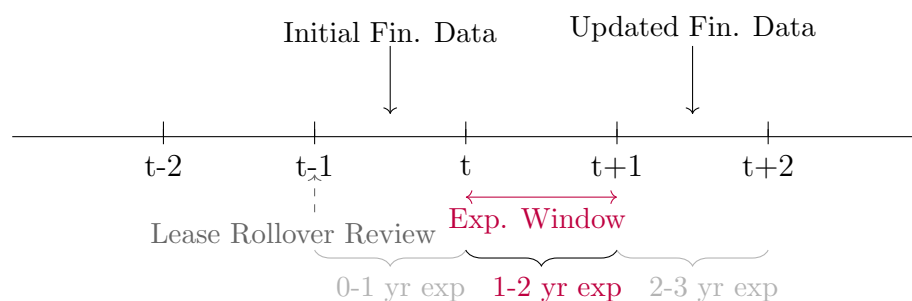 Initial Fin. Data
Updated Fin. Data
t-2
t-1
t
t+1
t+2
Exp. Window
Lease Rollover Review
0-1 yr exp
1-2 yr exp
2-3 yr exp